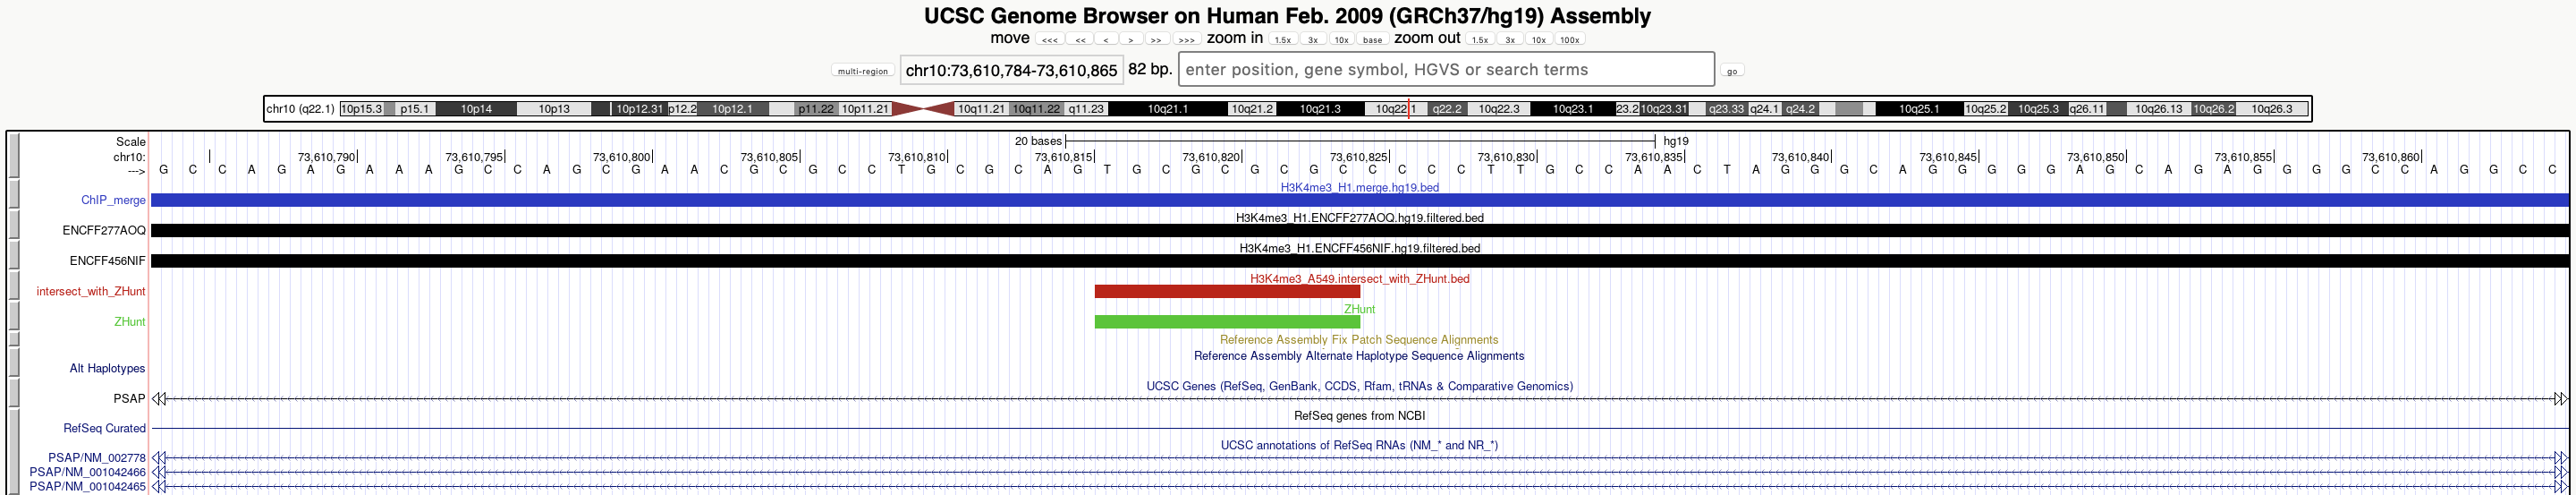 UCSC Genome Browser on Human Feb. 2009 (GRCh37/hg19) Assembly
move <<< << < > >> >>> zoom in 1.5x 3x 10x base zoom out 1.5x 3x 10x 100x
multi-region chr10:73,610,784-73,610,865 82 bp. enter position, gene symbol, HGVS or search terms go
chr10 (q22.1) 10p15.3 p15.1 10p14 10p13 10p12.31 p12.2 10p12.1 p11.22 10p11.21 10q11.21 10q11.22 q11.23 10q21.1 10q21.2 10q21.3 10q22.1 q22.2 10q22.3 10q23.1 23.2 10q23.31 q23.33 q24.1 q24.2 10q25.1 10q25.2 10q25.3 q26.11 10q26.13 10q26.2 10q26.3
Scale 20 bases hg19
chr10: 73,610,790 73,610,795 73,610,800 73,610,805 73,610,810 73,610,815 73,610,820 73,610,825 73,610,830 73,610,835 73,610,840 73,610,845 73,610,850 73,610,855 73,610,860
---> G C C A G A G A A A G C C A G C G A A C G C G C C T G C G C A G T G C G C G C G C C C C C T T G C C A A C T A G G G C A G G G G A G C A G A G G G G C C A G G C C
H3K4me3_H1.merge.hg19.bed
ChIP_merge
H3K4me3_H1.ENCFF277AOQ.hg19.filtered.bed
ENCFF277AOQ
H3K4me3_H1.ENCFF456NIF.hg19.filtered.bed
ENCFF456NIF
H3K4me3_A549.intersect_with_ZHunt.bed
intersect_with_ZHunt
ZHunt
ZHunt
Reference Assembly Fix Patch Sequence Alignments
Reference Assembly Alternate Haplotype Sequence Alignments
Alt Haplotypes
UCSC Genes (RefSeq, GenBank, CCDS, Rfam, tRNAs & Comparative Genomics)
PSAP
RefSeq genes from NCBI
RefSeq Curated
UCSC annotations of RefSeq RNAs (NM_* and NR_*)
PSAP/NM_002778
PSAP/NM_001042466
PSAP/NM_001042465